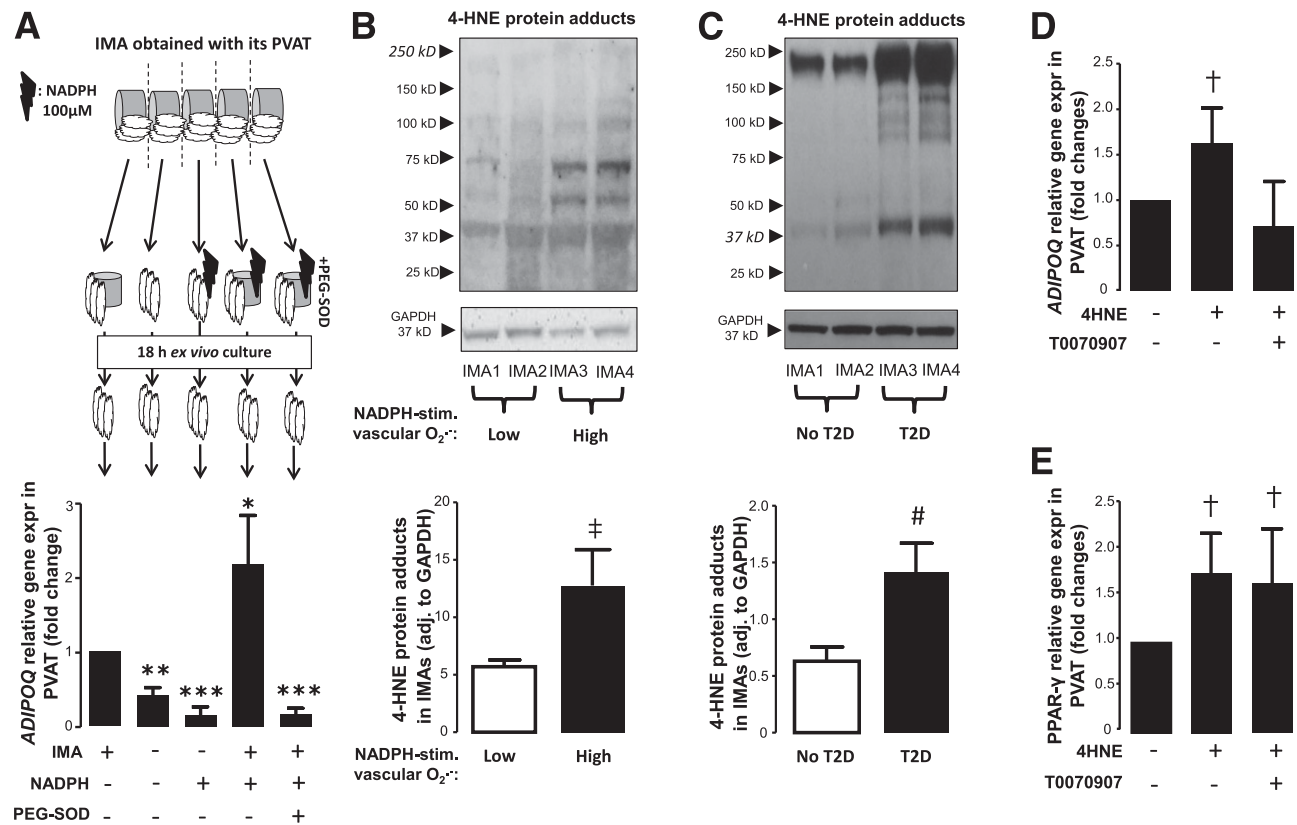 A
IMA obtained with its PVAT
: NADPH
100µM
+PEG-SOD
18 h ex vivo culture
ADIPOQ relative gene expr in
PVAT (fold change)
3
2
1
0
*
**
***
***
IMA + - - + +
NADPH - - + + +
PEG-SOD - - - - +
B
4-HNE protein adducts
250 kD
150 kD
100 kD
75 kD
50 kD
37 kD
25 kD
GAPDH
37 kD
IMA1 IMA2 IMA3 IMA4
NADPH-stim.
vascular O₂·⁻:
Low High
4-HNE protein adducts
in IMAs (adj. to GAPDH)
20
15
10
5
0
‡
NADPH-stim.
vascular O₂·⁻:
Low High
C
4-HNE protein adducts
250 kD
150 kD
100 kD
75 kD
50 kD
37 kD
25 kD
GAPDH
37 kD
IMA1 IMA2 IMA3 IMA4
No T2D T2D
4-HNE protein adducts
in IMAs (adj. to GAPDH)
2.0
1.5
1.0
0.5
0.0
#
No T2D T2D
D
ADIPOQ relative gene expr in
PVAT (fold changes)
2.5
2.0
1.5
1.0
0.5
0
†
4HNE - + +
T0070907 - - +
E
PPAR-γ relative gene expr in
PVAT (fold changes)
2.5
2.0
1.5
1.0
0.5
0
† †
4HNE - + +
T0070907 - - +